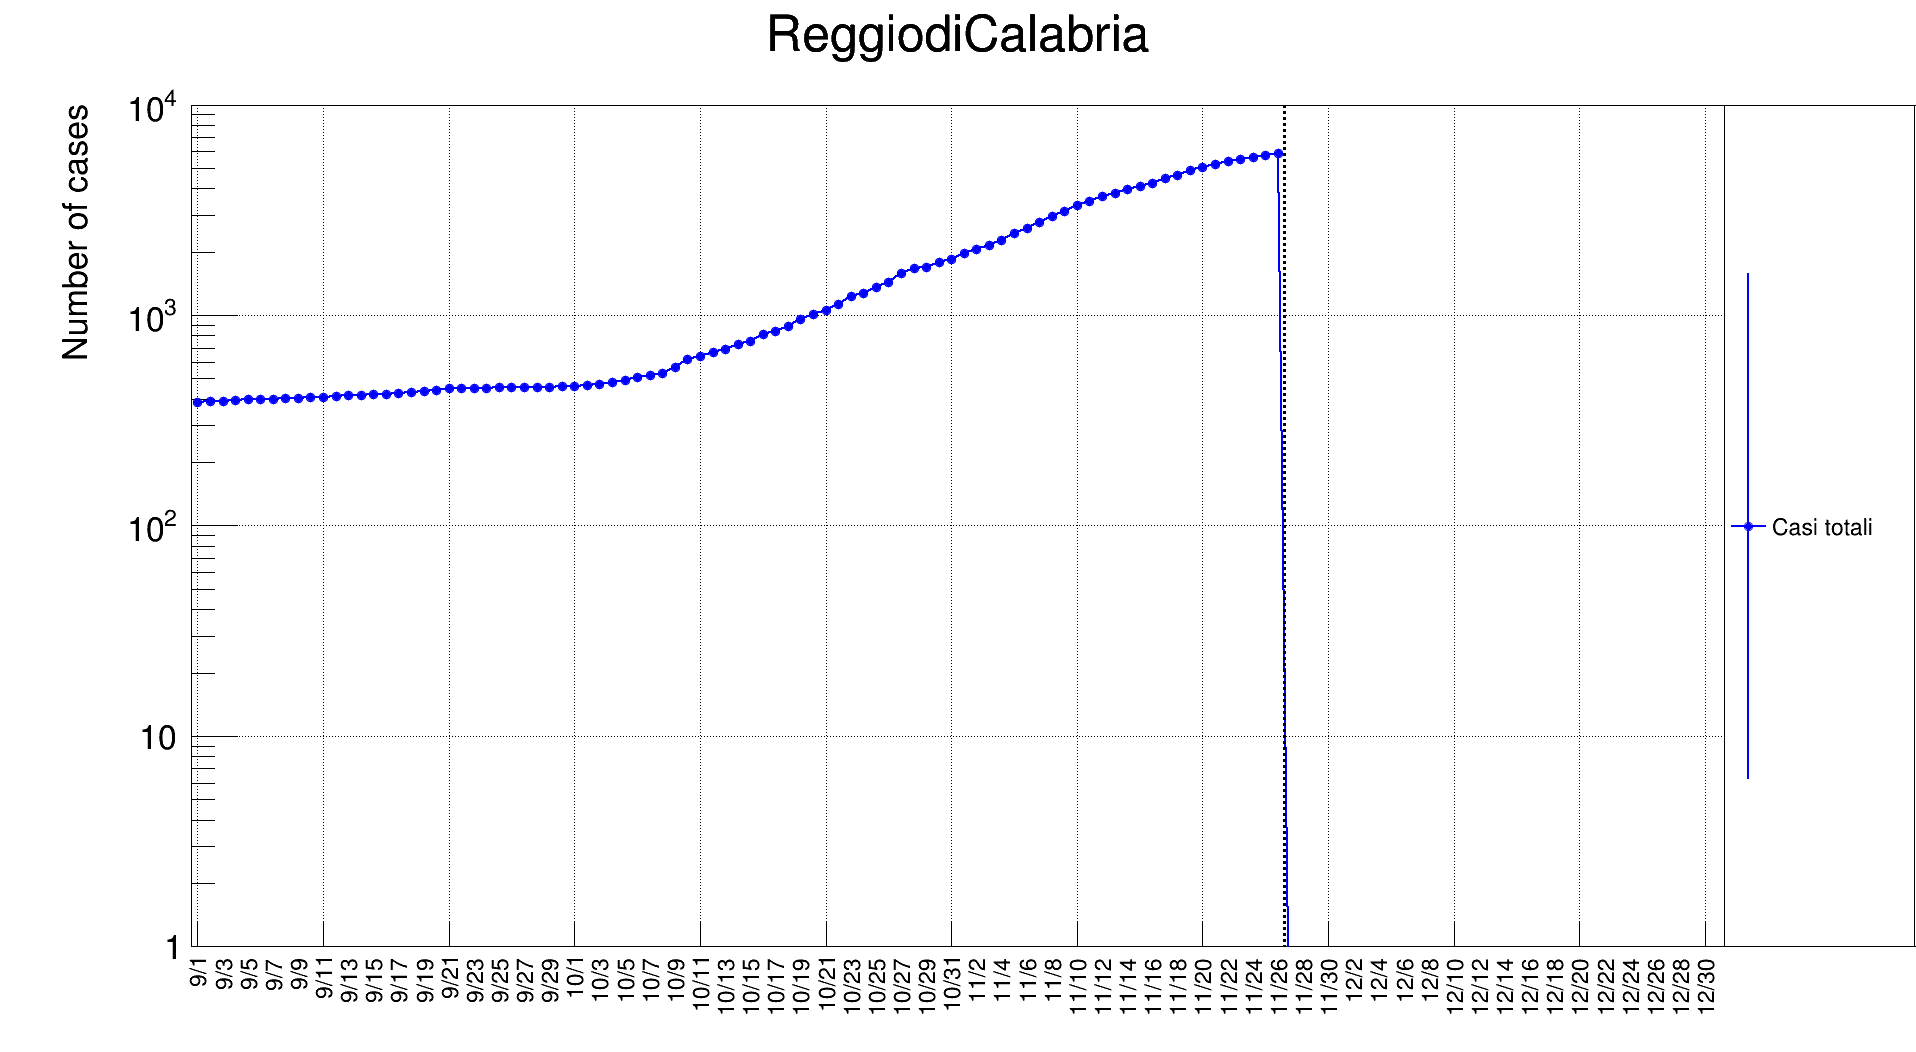 ReggiodiCalabria
Number of cases
10^4
10^3
10^2
10
1
9/1 9/3 9/5 9/7 9/9 9/11 9/13 9/15 9/17 9/19 9/21 9/23 9/25 9/27 9/29 10/1 10/3 10/5 10/7 10/9 10/11 10/13 10/15 10/17 10/19 10/21 10/23 10/25 10/27 10/29 10/31 11/2 11/4 11/6 11/8 11/10 11/12 11/14 11/16 11/18 11/20 11/22 11/24 11/26 11/28 11/30 12/2 12/4 12/6 12/8 12/10 12/12 12/14 12/16 12/18 12/20 12/22 12/24 12/26 12/28 12/30
Casi totali